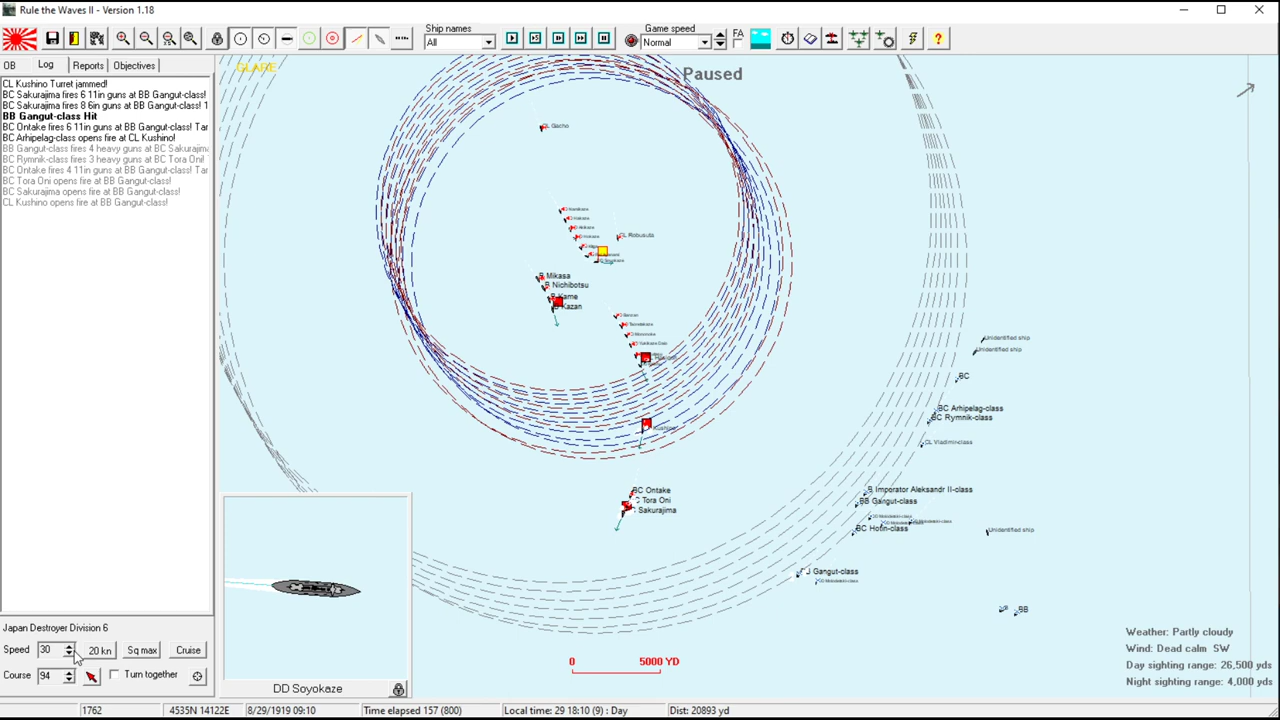 Rule the Waves II - Version 1.18
Ship names
All
Game speed
Normal
FA
OB
Log
Reports
Objectives
CL Kushino Turret jammed!
BC Sakurajima fires 6 11in guns at BB Gangut-class!
BC Sakurajima fires 8 6in guns at BB Gangut-class! 1
BB Gangut-class Hit
BC Ontake fires 6 11in guns at BB Gangut-class! Tar
BC Arhipelag-class opens fire at CL Kushino!
BB Gangut-class fires 4 heavy guns at BC Sakurajima
BC Rymnik-class fires 3 heavy guns at BC Tora Oni!
BC Ontake fires 4 11in guns at BB Gangut-class! Tar
BC Tora Oni opens fire at BB Gangut-class!
BC Sakurajima opens fire at BB Gangut-class!
CL Kushino opens fire at BB Gangut-class!
GLARE
Paused
CL Gacho
CL Robusuta
B Mikasa
B Nichibotsu
Kame
Kazan
Kushino
BC Ontake
Tora Oni
Sakurajima
Unidentified ship
Unidentified ship
BC
BC Arhipelag-class
BC Rymnik-class
CL Vladimir-class
B Imperator Aleksandr II-class
BB Gangut-class
BC Hotin-class
Unidentified ship
Gangut-class
BB
0 5000 YD
Weather: Partly cloudy
Wind: Dead calm SW
Day sighting range: 26,500 yds
Night sighting range: 4,000 yds
DD Soyokaze
Japan Destroyer Division 6
Speed 30 20 kn Sq max Cruise
Course 94 Turn together
1762
4535N 14122E
8/29/1919 09:10
Time elapsed 157 (800)
Local time: 29 18:10 (9) : Day
Dist: 20893 yd